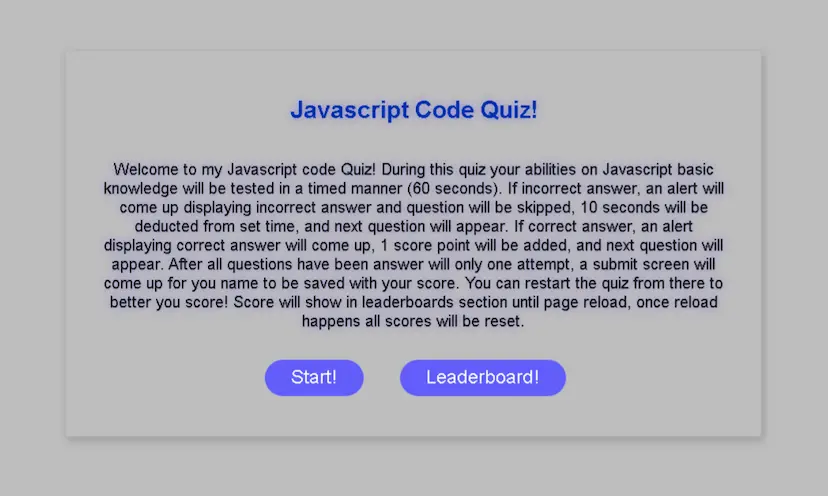 Javascript Code Quiz!
Welcome to my Javascript code Quiz! During this quiz your abilities on Javascript basic
knowledge will be tested in a timed manner (60 seconds). If incorrect answer, an alert will
come up displaying incorrect answer and question will be skipped, 10 seconds will be
deducted from set time, and next question will appear. If correct answer, an alert
displaying correct answer will come up, 1 score point will be added, and next question will
appear. After all questions have been answer will only one attempt, a submit screen will
come up for you name to be saved with your score. You can restart the quiz from there to
better you score! Score will show in leaderboards section until page reload, once reload
happens all scores will be reset.
Start! Leaderboard!